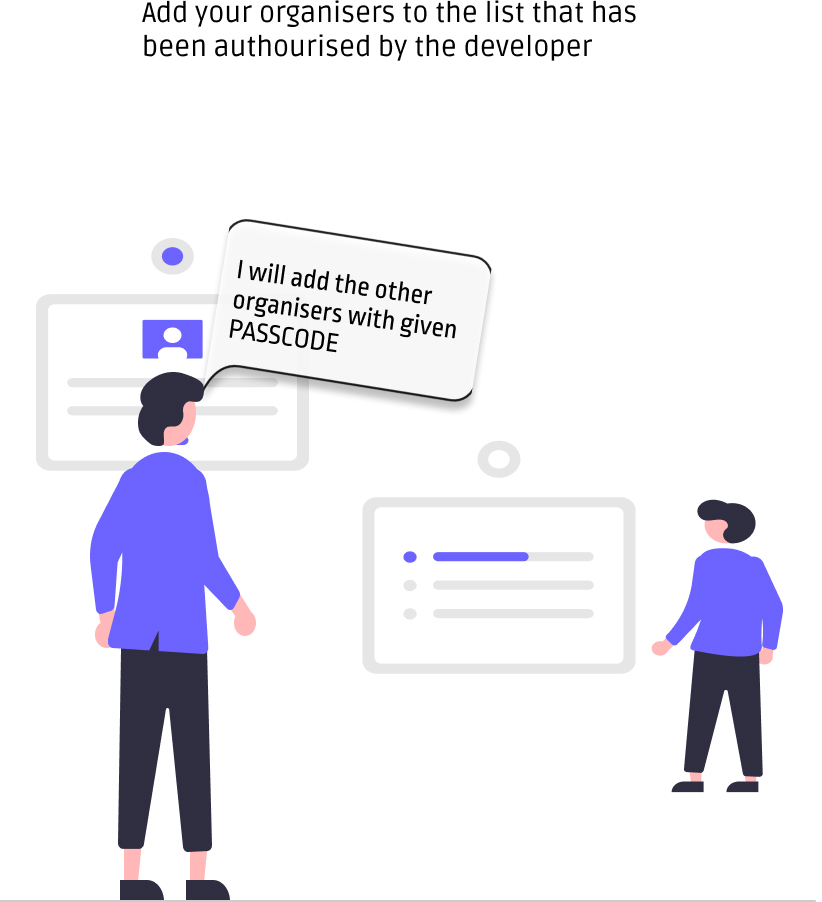 Add your organisers to the list that has
been authourised by the developer
I will add the other
organisers with given
PASSCODE